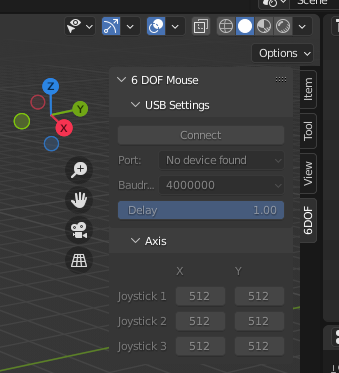 Scene
Options
Z
Y
X
6 DOF Mouse
USB Settings
Connect
Port: No device found
Baudr... 4000000
Delay 1.00
Axis
X Y
Joystick 1 512 512
Joystick 2 512 512
Joystick 3 512 512
Item
Tool
View
6DOF